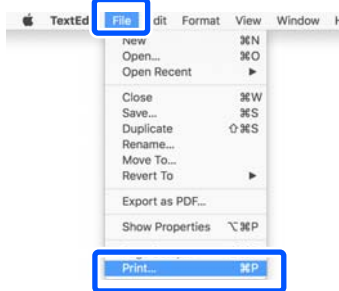 TextEd File dit Format View Window H
New ⌘N
Open... ⌘O
Open Recent ▶
Close ⌘W
Save... ⌘S
Duplicate ⇧⌘S
Rename...
Move To...
Revert To ▶
Export as PDF...
Show Properties ⌥⌘P
Print... ⌘P